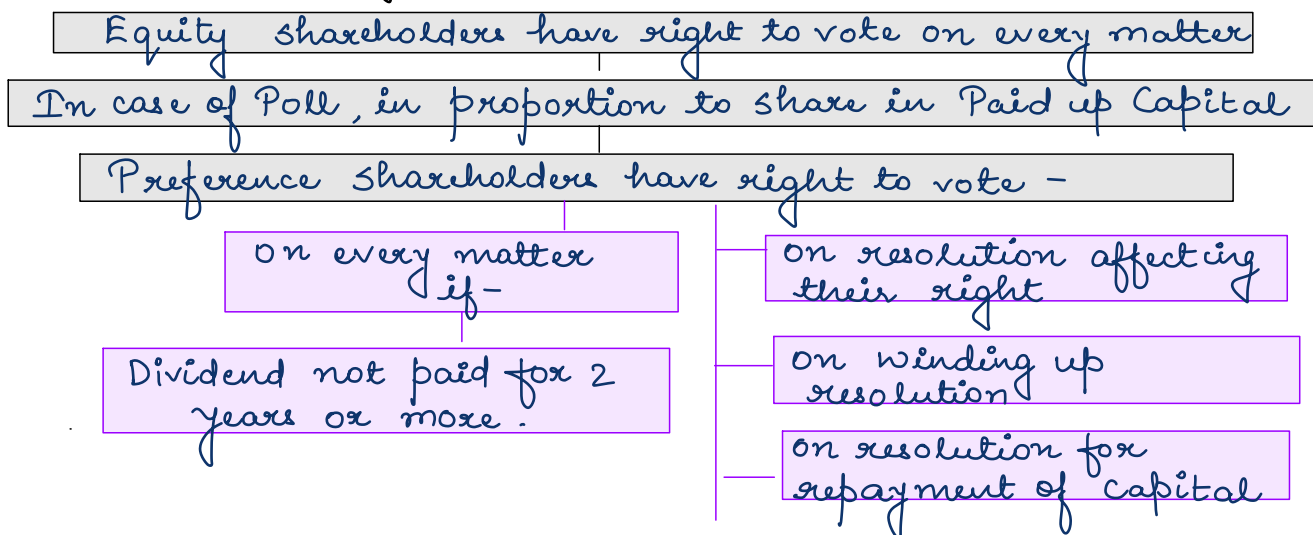 Equity shareholders have right to vote on every matter
In case of Poll, in proportion to share in Paid up Capital
Preference shareholders have right to vote -
on every matter
if -
Dividend not paid for 2
years or more.
on resolution affecting
their right
on winding up
resolution
on resolution for
repayment of capital